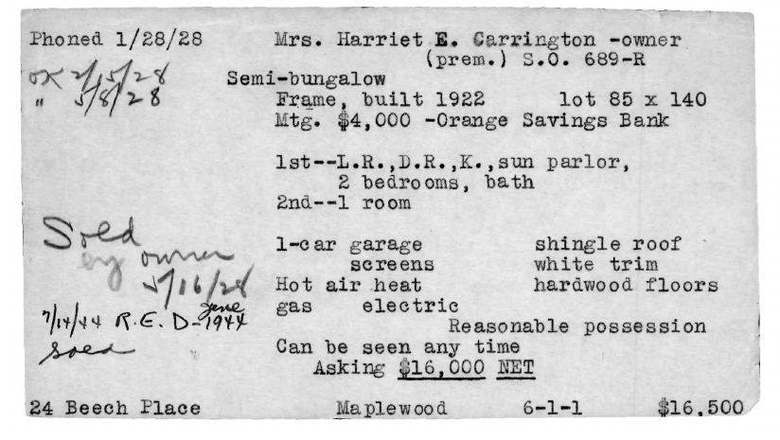 Phoned 1/28/28 Mrs. Harriet E. Carrington -owner
(prem.) S.O. 689-R
OK 2/15/28
Semi-bungalow
" 5/8/28
Frame, built 1922 lot 85 x 140
Mtg. $4,000 -Orange Savings Bank
1st--L.R.,D.R.,K.,sun parlor,
2 bedrooms, bath
2nd--1 room
Sold
by owner
5/16/28
1-car garage shingle roof
screens white trim
Hot air heat hardwood floors
gas electric
7/14/44 R.E.D-June 1944
sold
Reasonable possession
Can be seen any time
Asking $16,000 NET
24 Beech Place Maplewood 6-1-1 $16,500